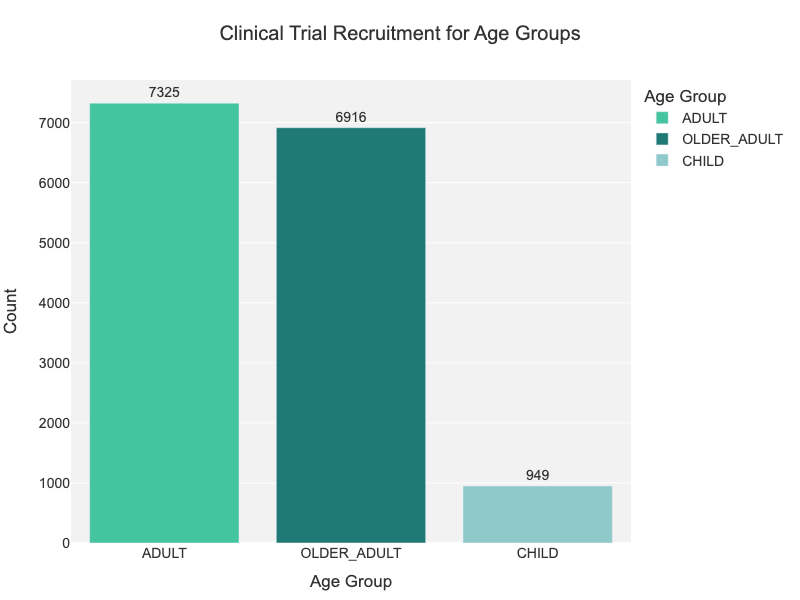 Clinical Trial Recruitment for Age Groups
7325
6916
949
7000
6000
5000
4000
3000
2000
1000
0
Count
ADULT
OLDER_ADULT
CHILD
Age Group
Age Group
ADULT
OLDER_ADULT
CHILD